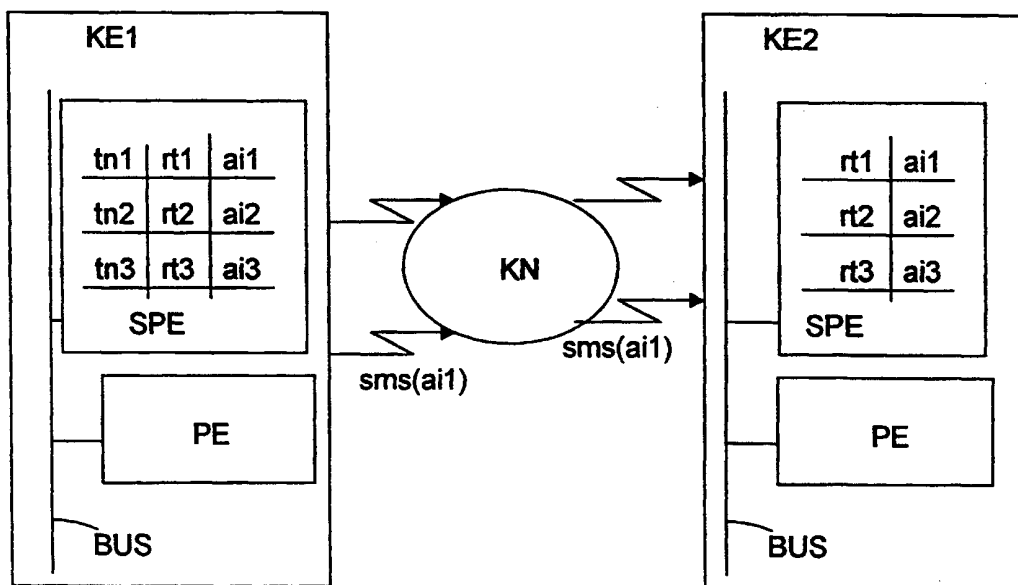 KE1
tn1 rt1 ai1
tn2 rt2 ai2
tn3 rt3 ai3
SPE
PE
BUS
KN
sms(ai1)
sms(ai1)
KE2
rt1 ai1
rt2 ai2
rt3 ai3
SPE
PE
BUS